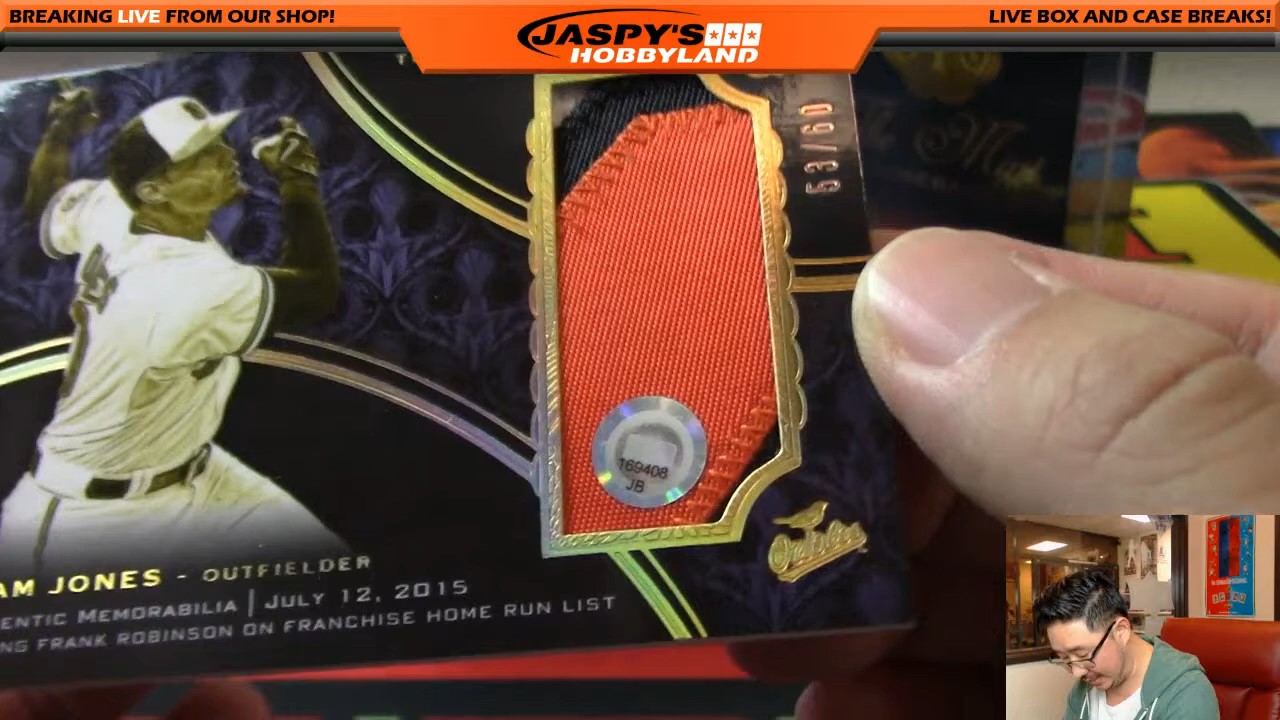 BREAKING LIVE FROM OUR SHOP!
JASPY'S
HOBBYLAND
LIVE BOX AND CASE BREAKS!
53/60
169408
JB
Orioles
AM JONES - OUTFIELDER
ENTIC MEMORABILIA | JULY 12, 2015
NG FRANK ROBINSON ON FRANCHISE HOME RUN LIST